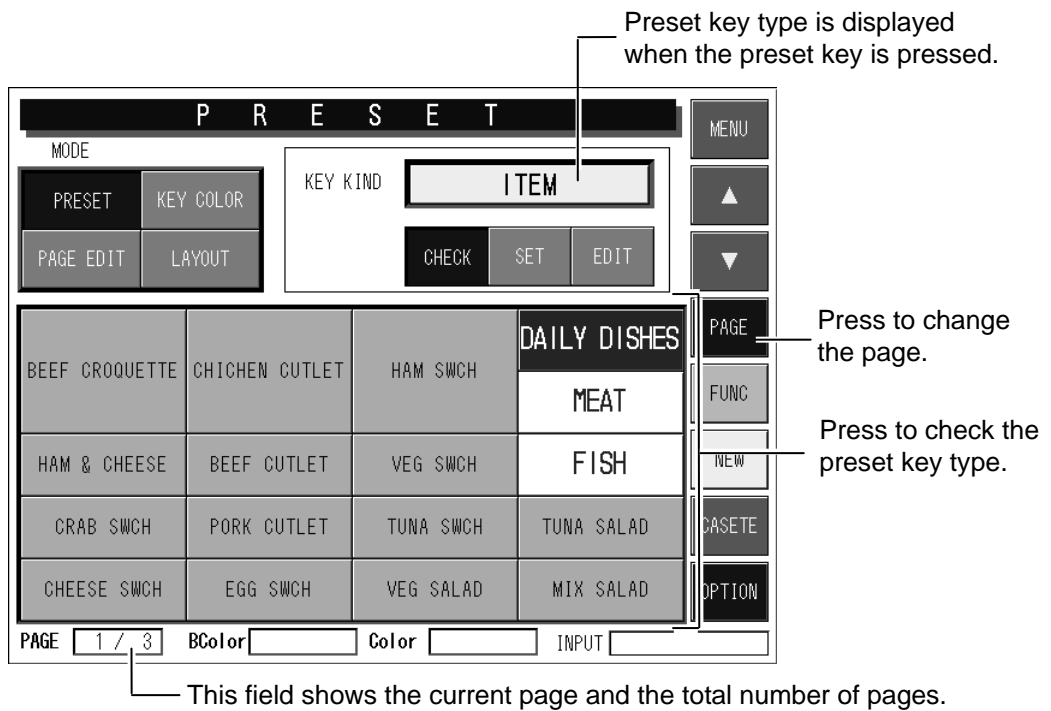 Preset key type is displayed
when the preset key is pressed.
P R E S E T
MENU
MODE
PRESET
KEY COLOR
PAGE EDIT
LAYOUT
KEY KIND
ITEM
CHECK
SET
EDIT
▲
▼
PAGE
FUNC
NEW
CASETE
OPTION
Press to change
the page.
Press to check the
preset key type.
BEEF CROQUETTE
CHICHEN CUTLET
HAM SWCH
DAILY DISHES
MEAT
HAM & CHEESE
BEEF CUTLET
VEG SWCH
FISH
CRAB SWCH
PORK CUTLET
TUNA SWCH
TUNA SALAD
CHEESE SWCH
EGG SWCH
VEG SALAD
MIX SALAD
PAGE 1 / 3 BColor Color INPUT
This field shows the current page and the total number of pages.